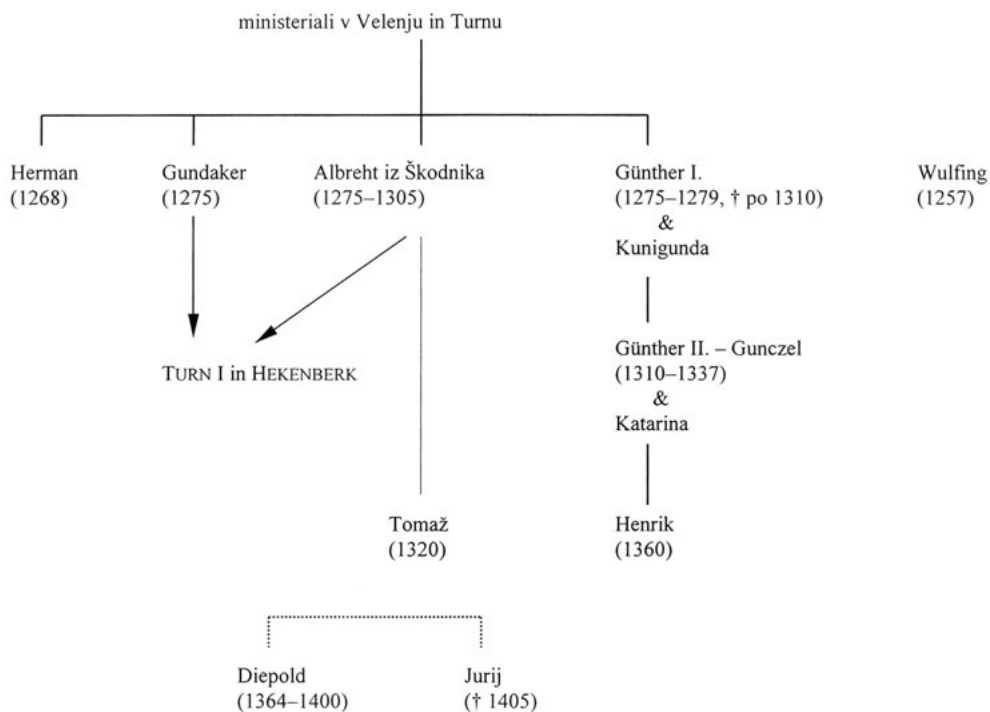 ministeriali v Velenju in Turnu
Herman
(1268)
Gundaker
(1275)
Albreht iz Škodnika
(1275–1305)
Günther I.
(1275–1279, † po 1310)
&
Kunigunda
Wulfing
(1257)
TURN I in HEKENBERK
Günther II. – Gunczel
(1310–1337)
&
Katarina
Tomaž
(1320)
Henrik
(1360)
Diepold
(1364–1400)
Jurij
(† 1405)